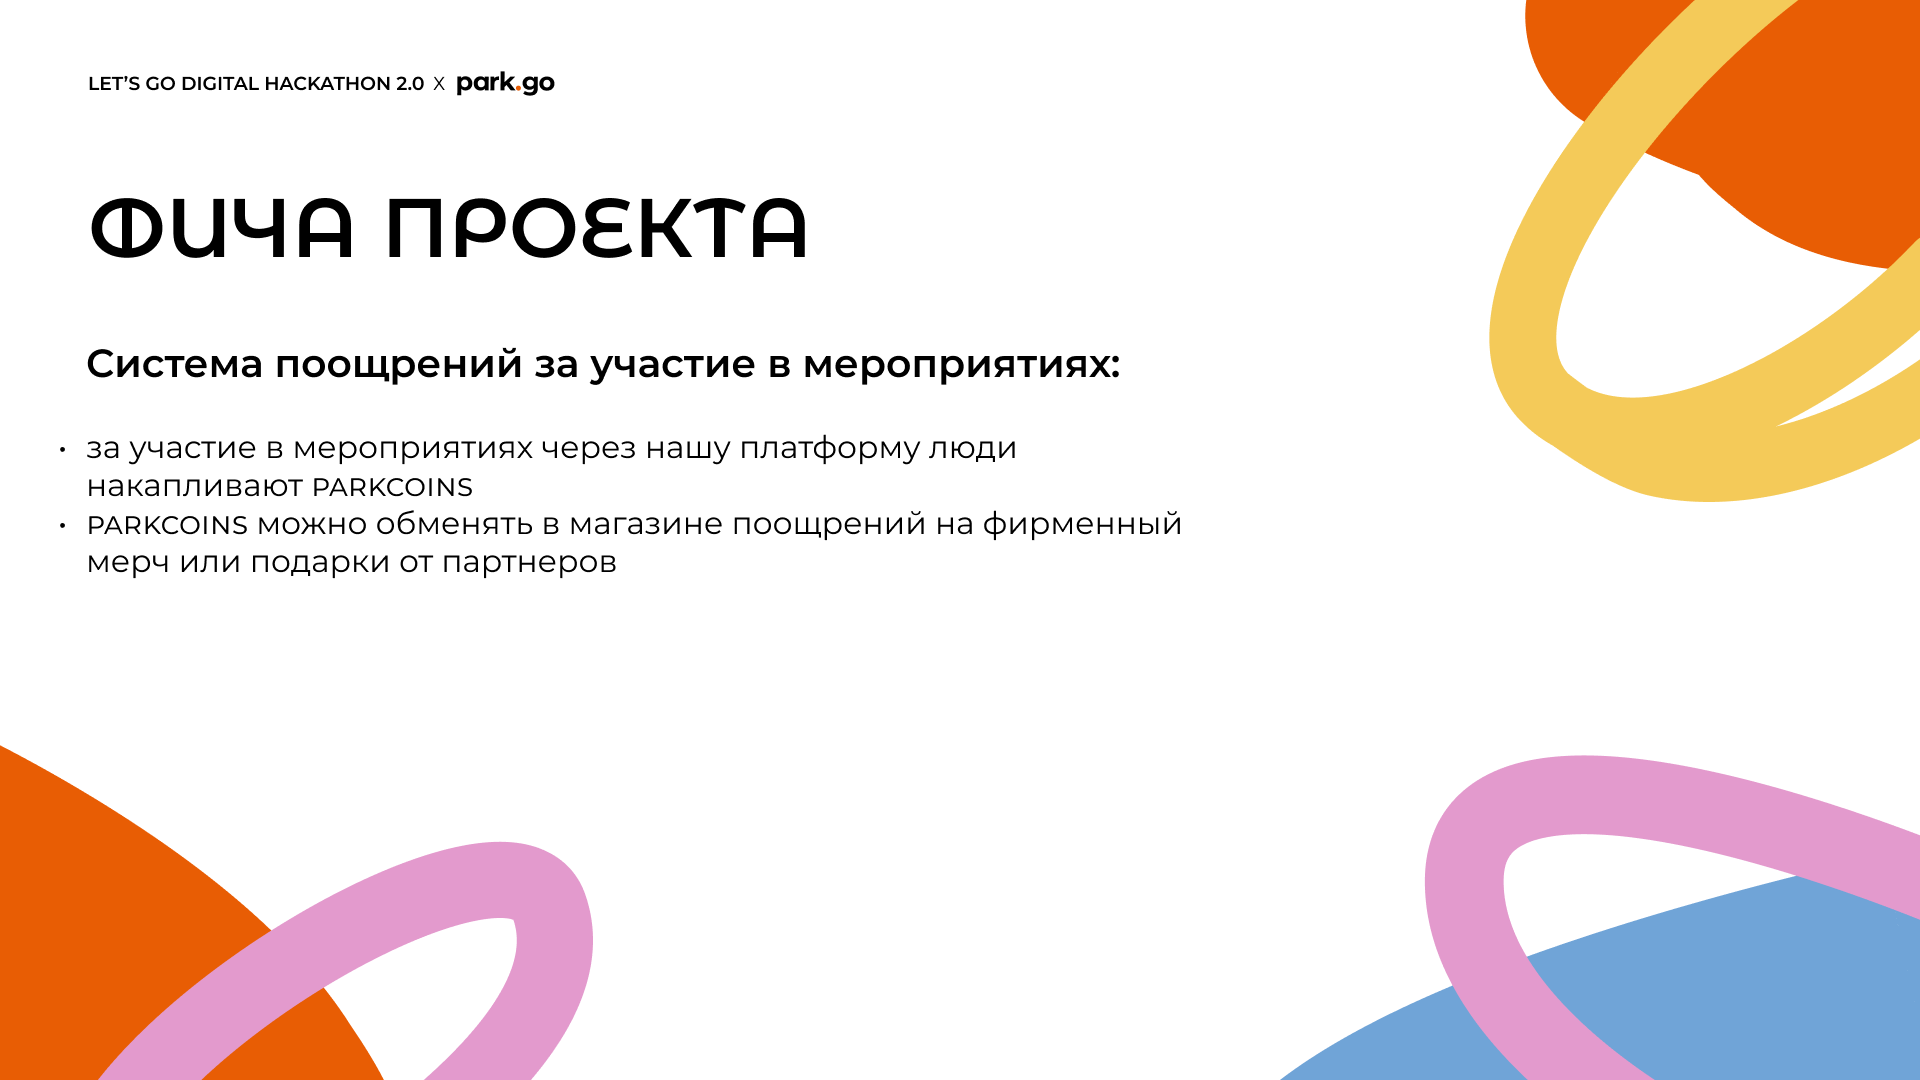 LET’S GO DIGITAL HACKATHON 2.0 X park.go
ФИЧА ПРОЕКТА
Система поощрений за участие в мероприятиях:
• за участие в мероприятиях через нашу платформу люди
накапливают PARKCOINS
• PARKCOINS можно обменять в магазине поощрений на фирменный
мерч или подарки от партнеров